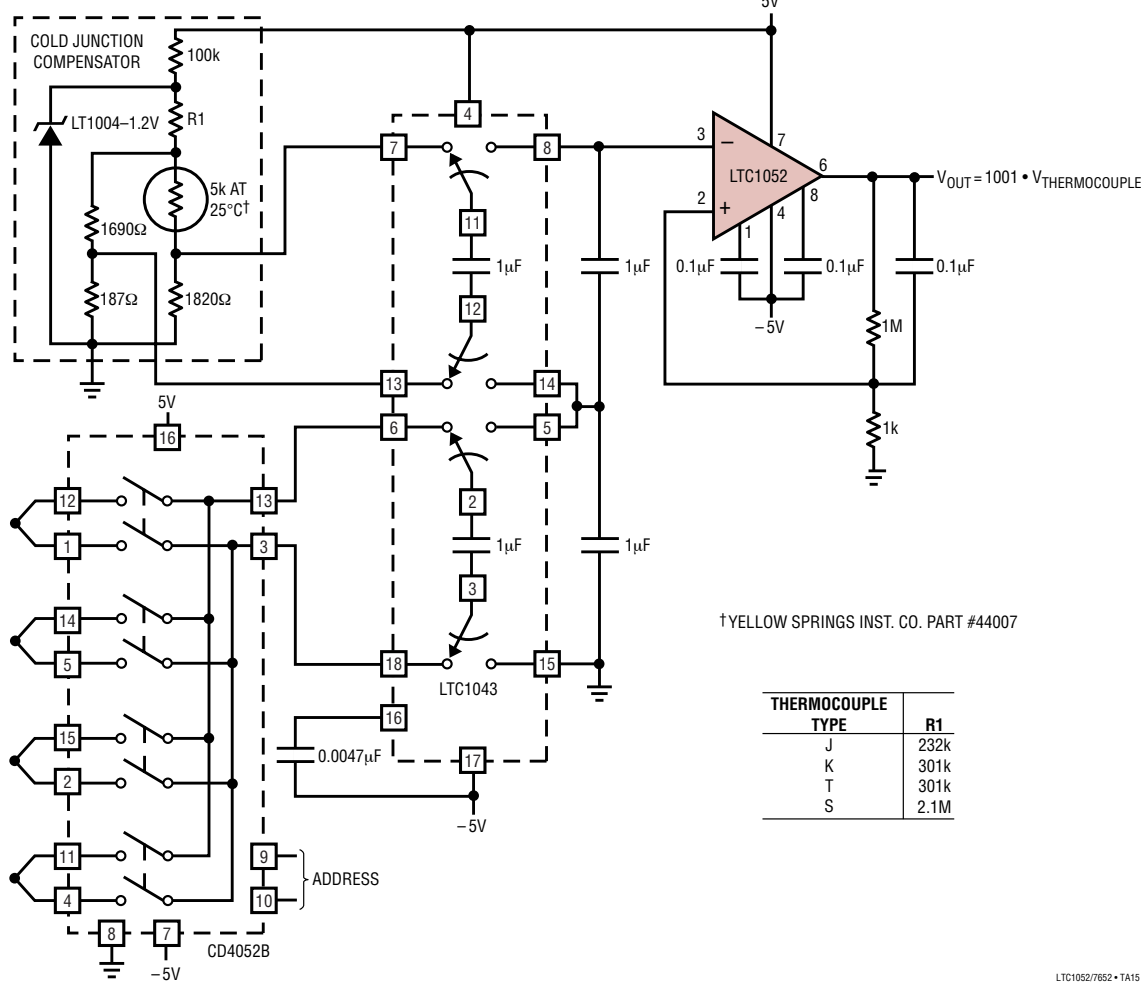 5V
COLD JUNCTION
COMPENSATOR
100k
LT1004–1.2V
R1
5k AT
25°C†
1690Ω
187Ω
1820Ω
4
7
8
11
1μF
12
13
14
6
5
2
1μF
3
18
15
LTC1043
16
0.0047μF
17
–5V
1μF
1μF
3
–
7
LTC1052
6
2
+
8
4
1
0.1μF
0.1μF
–5V
0.1μF
1M
1k
VOUT = 1001 • VTHERMOCOUPLE
5V
16
12
13
1
3
14
5
15
2
11
9
4
10
ADDRESS
8
7
CD4052B
–5V
†YELLOW SPRINGS INST. CO. PART #44007
THERMOCOUPLE
TYPE R1
J 232k
K 301k
T 301k
S 2.1M
LTC1052/7652 • TA15